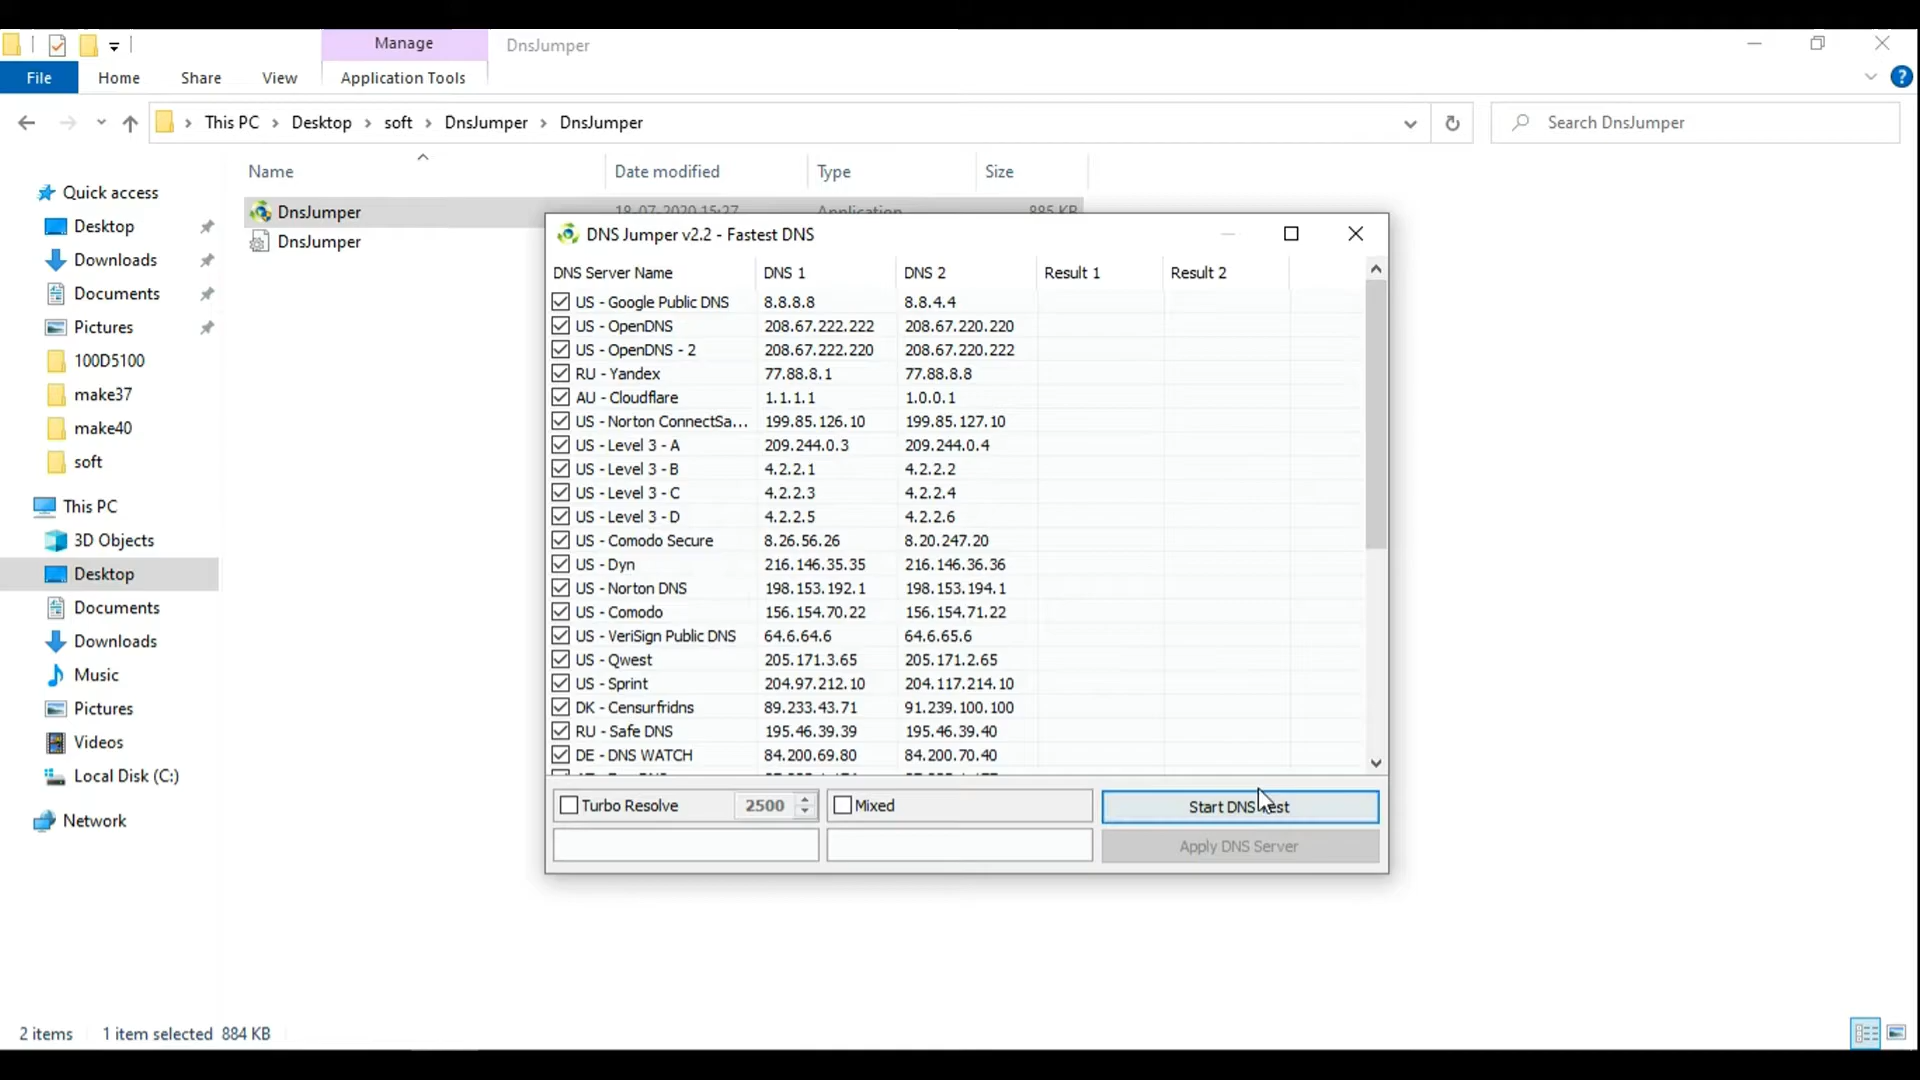 Manage
DnsJumper
File
Home
Share
View
Application Tools
This PC
Desktop
soft
DnsJumper
DnsJumper
Search DnsJumper
Name
Date modified
Type
Size
Quick access
Desktop
Downloads
Documents
Pictures
100D5100
make37
make40
soft
This PC
3D Objects
Desktop
Documents
Downloads
Music
Pictures
Videos
Local Disk (C:)
Network
DnsJumper 18-07-2020 15:27 Application 885 KB
DnsJumper
DNS Jumper v2.2 - Fastest DNS
DNS Server Name DNS 1 DNS 2 Result 1 Result 2
US - Google Public DNS 8.8.8.8 8.8.4.4
US - OpenDNS 208.67.222.222 208.67.220.220
US - OpenDNS - 2 208.67.222.220 208.67.220.222
RU - Yandex 77.88.8.1 77.88.8.8
AU - Cloudflare 1.1.1.1 1.0.0.1
US - Norton ConnectSa... 199.85.126.10 199.85.127.10
US - Level 3 - A 209.244.0.3 209.244.0.4
US - Level 3 - B 4.2.2.1 4.2.2.2
US - Level 3 - C 4.2.2.3 4.2.2.4
US - Level 3 - D 4.2.2.5 4.2.2.6
US - Comodo Secure 8.26.56.26 8.20.247.20
US - Dyn 216.146.35.35 216.146.36.36
US - Norton DNS 198.153.192.1 198.153.194.1
US - Comodo 156.154.70.22 156.154.71.22
US - VeriSign Public DNS 64.6.64.6 64.6.65.6
US - Qwest 205.171.3.65 205.171.2.65
US - Sprint 204.97.212.10 204.117.214.10
DK - Censurfridns 89.233.43.71 91.239.100.100
RU - Safe DNS 195.46.39.39 195.46.39.40
DE - DNS WATCH 84.200.69.80 84.200.70.40
Turbo Resolve 2500 Mixed Start DNS Test
Apply DNS Server
2 items 1 item selected 884 KB